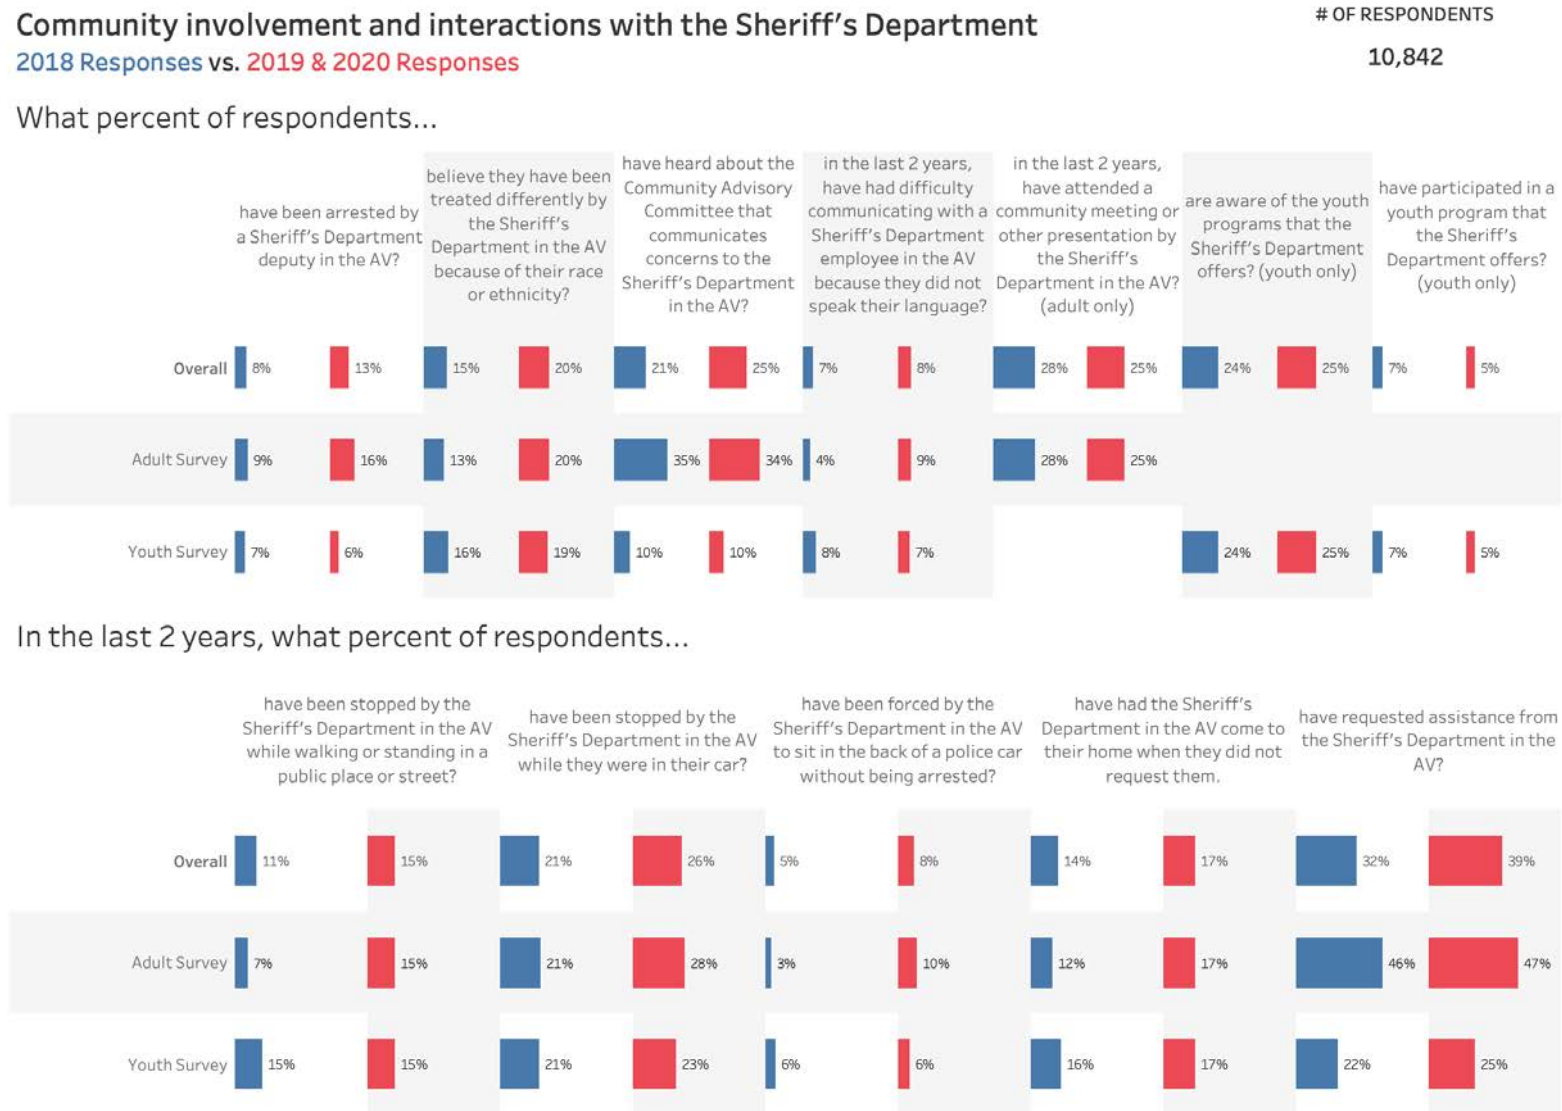 Community involvement and interactions with the Sheriff's Department
2018 Responses vs. 2019 & 2020 Responses
# OF RESPONDENTS
10,842
What percent of respondents...
have been arrested by
a Sheriff's Department
deputy in the AV?
believe they have been
treated differently by
the Sheriff's
Department in the AV
because of their race
or ethnicity?
have heard about the
Community Advisory
Committee that
communicates
concerns to the
Sheriff's Department
in the AV?
in the last 2 years,
have had difficulty
communicating with a
Sheriff's Department
employee in the AV
because they did not
speak their language?
in the last 2 years,
have attended a
community meeting or
other presentation by
the Sheriff's
Department in the AV?
(adult only)
are aware of the youth
programs that the
Sheriff's Department
offers? (youth only)
have participated in a
youth program that
the Sheriff's
Department offers?
(youth only)
Overall 8% 13% 15% 20% 21% 25% 7% 8% 28% 25% 24% 25% 7% 5%
Adult Survey 9% 16% 13% 20% 35% 34% 4% 9% 28% 25%
Youth Survey 7% 6% 16% 19% 10% 10% 8% 7% 24% 25% 7% 5%
In the last 2 years, what percent of respondents...
have been stopped by the
Sheriff's Department in the AV
while walking or standing in a
public place or street?
have been stopped by the
Sheriff's Department in the AV
while they were in their car?
have been forced by the
Sheriff's Department in the AV
to sit in the back of a police car
without being arrested?
have had the Sheriff's
Department in the AV come to
their home when they did not
request them.
have requested assistance from
the Sheriff's Department in the
AV?
Overall 11% 15% 21% 26% 5% 8% 14% 17% 32% 39%
Adult Survey 7% 15% 21% 28% 3% 10% 12% 17% 46% 47%
Youth Survey 15% 15% 21% 23% 6% 6% 16% 17% 22% 25%